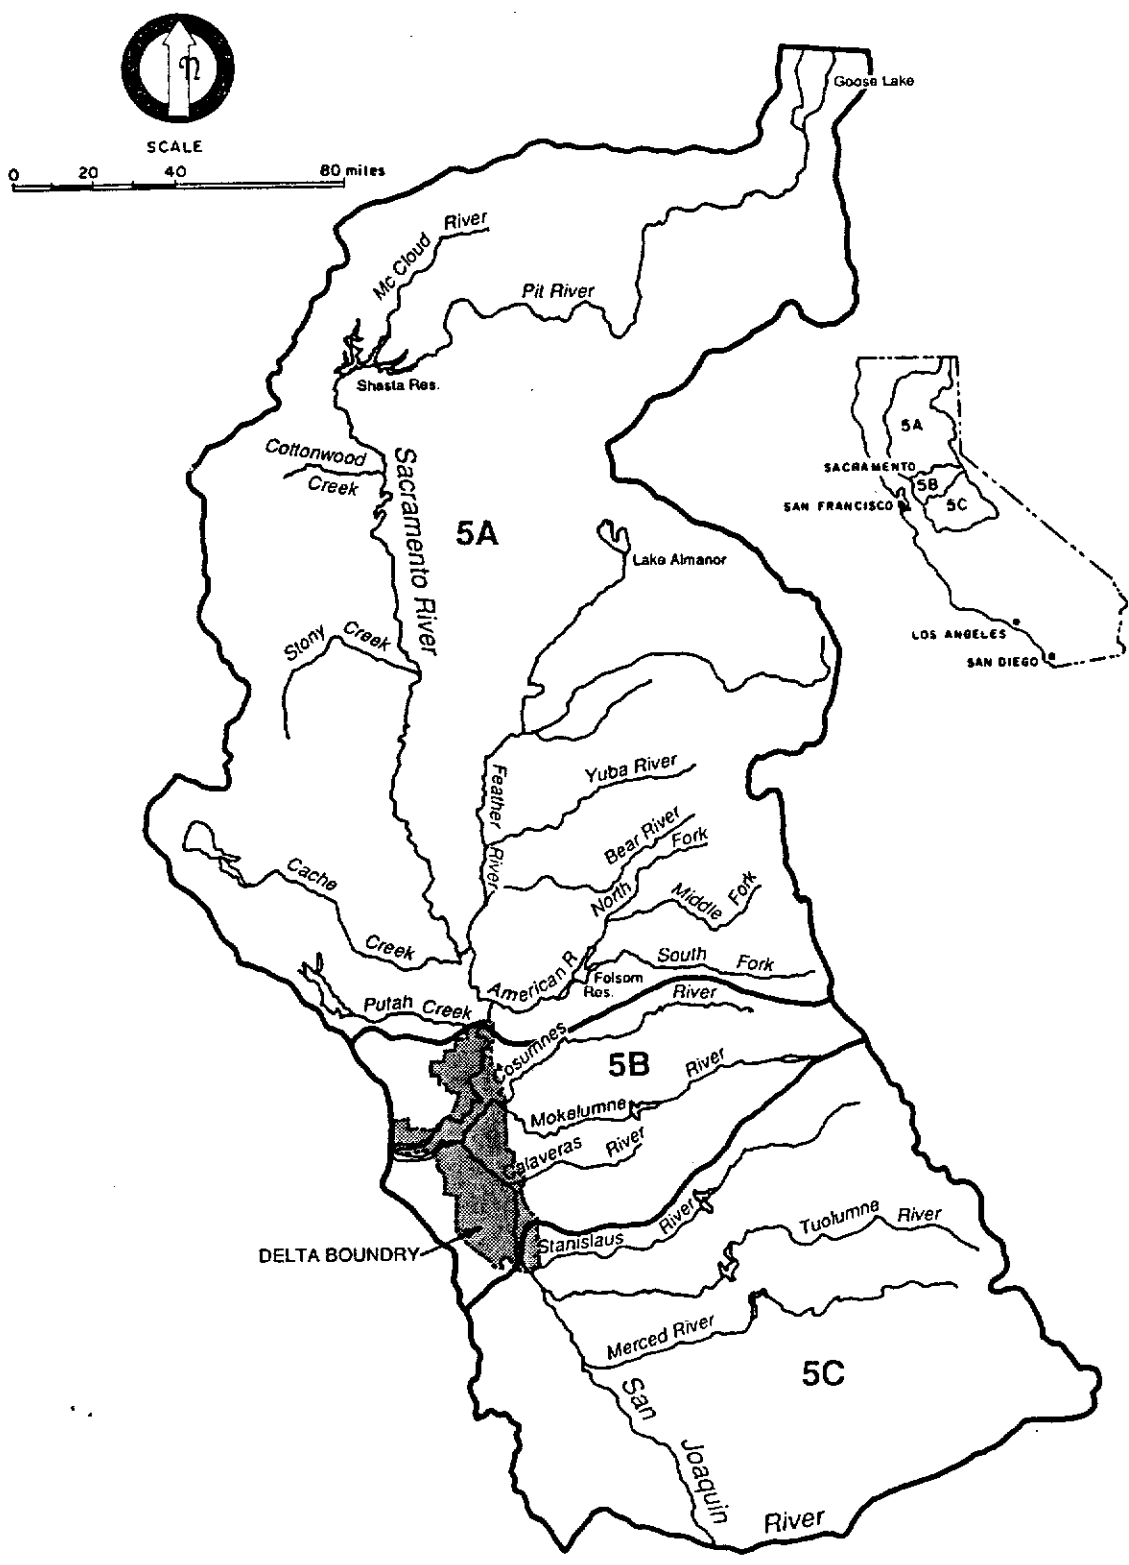 n
SCALE
0 20 40 80 miles
Goose Lake
Mc Cloud River
Pit River
Shasta Res.
Cottonwood
Creek
Sacramento River
5A
Lake Almanor
Stony Creek
Feather River
Yuba River
Bear River
North Fork
Middle Fork
South Fork
American R.
Folsom
Res.
Cache Creek
Putah Creek
Cosumnes River
5B
Mokelumne River
Calaveras River
DELTA BOUNDRY
Stanislaus River
Tuolumne River
Merced River
5C
San Joaquin River
5A
SACRAMENTO
5B
SAN FRANCISCO
5C
LOS ANGELES
SAN DIEGO